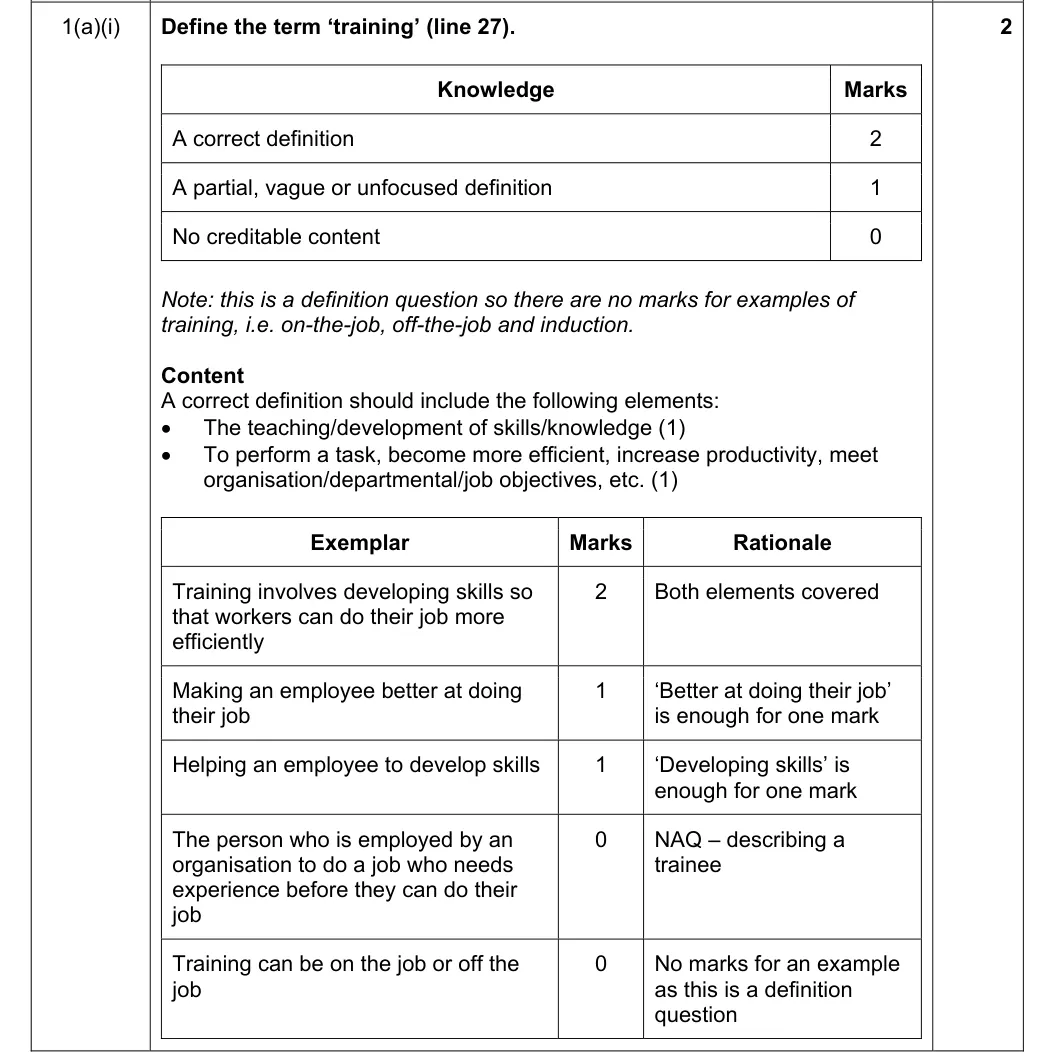 1(a)(i) Define the term ‘training’ (line 27). 2
Knowledge Marks
A correct definition 2
A partial, vague or unfocused definition 1
No creditable content 0
Note: this is a definition question so there are no marks for examples of
training, i.e. on-the-job, off-the-job and induction.
Content
A correct definition should include the following elements:
• The teaching/development of skills/knowledge (1)
• To perform a task, become more efficient, increase productivity, meet
organisation/departmental/job objectives, etc. (1)
Exemplar Marks Rationale
Training involves developing skills so 2 Both elements covered
that workers can do their job more
efficiently
Making an employee better at doing 1 ‘Better at doing their job’
their job is enough for one mark
Helping an employee to develop skills 1 ‘Developing skills’ is
enough for one mark
The person who is employed by an 0 NAQ – describing a
organisation to do a job who needs trainee
experience before they can do their
job
Training can be on the job or off the 0 No marks for an example
job as this is a definition
question